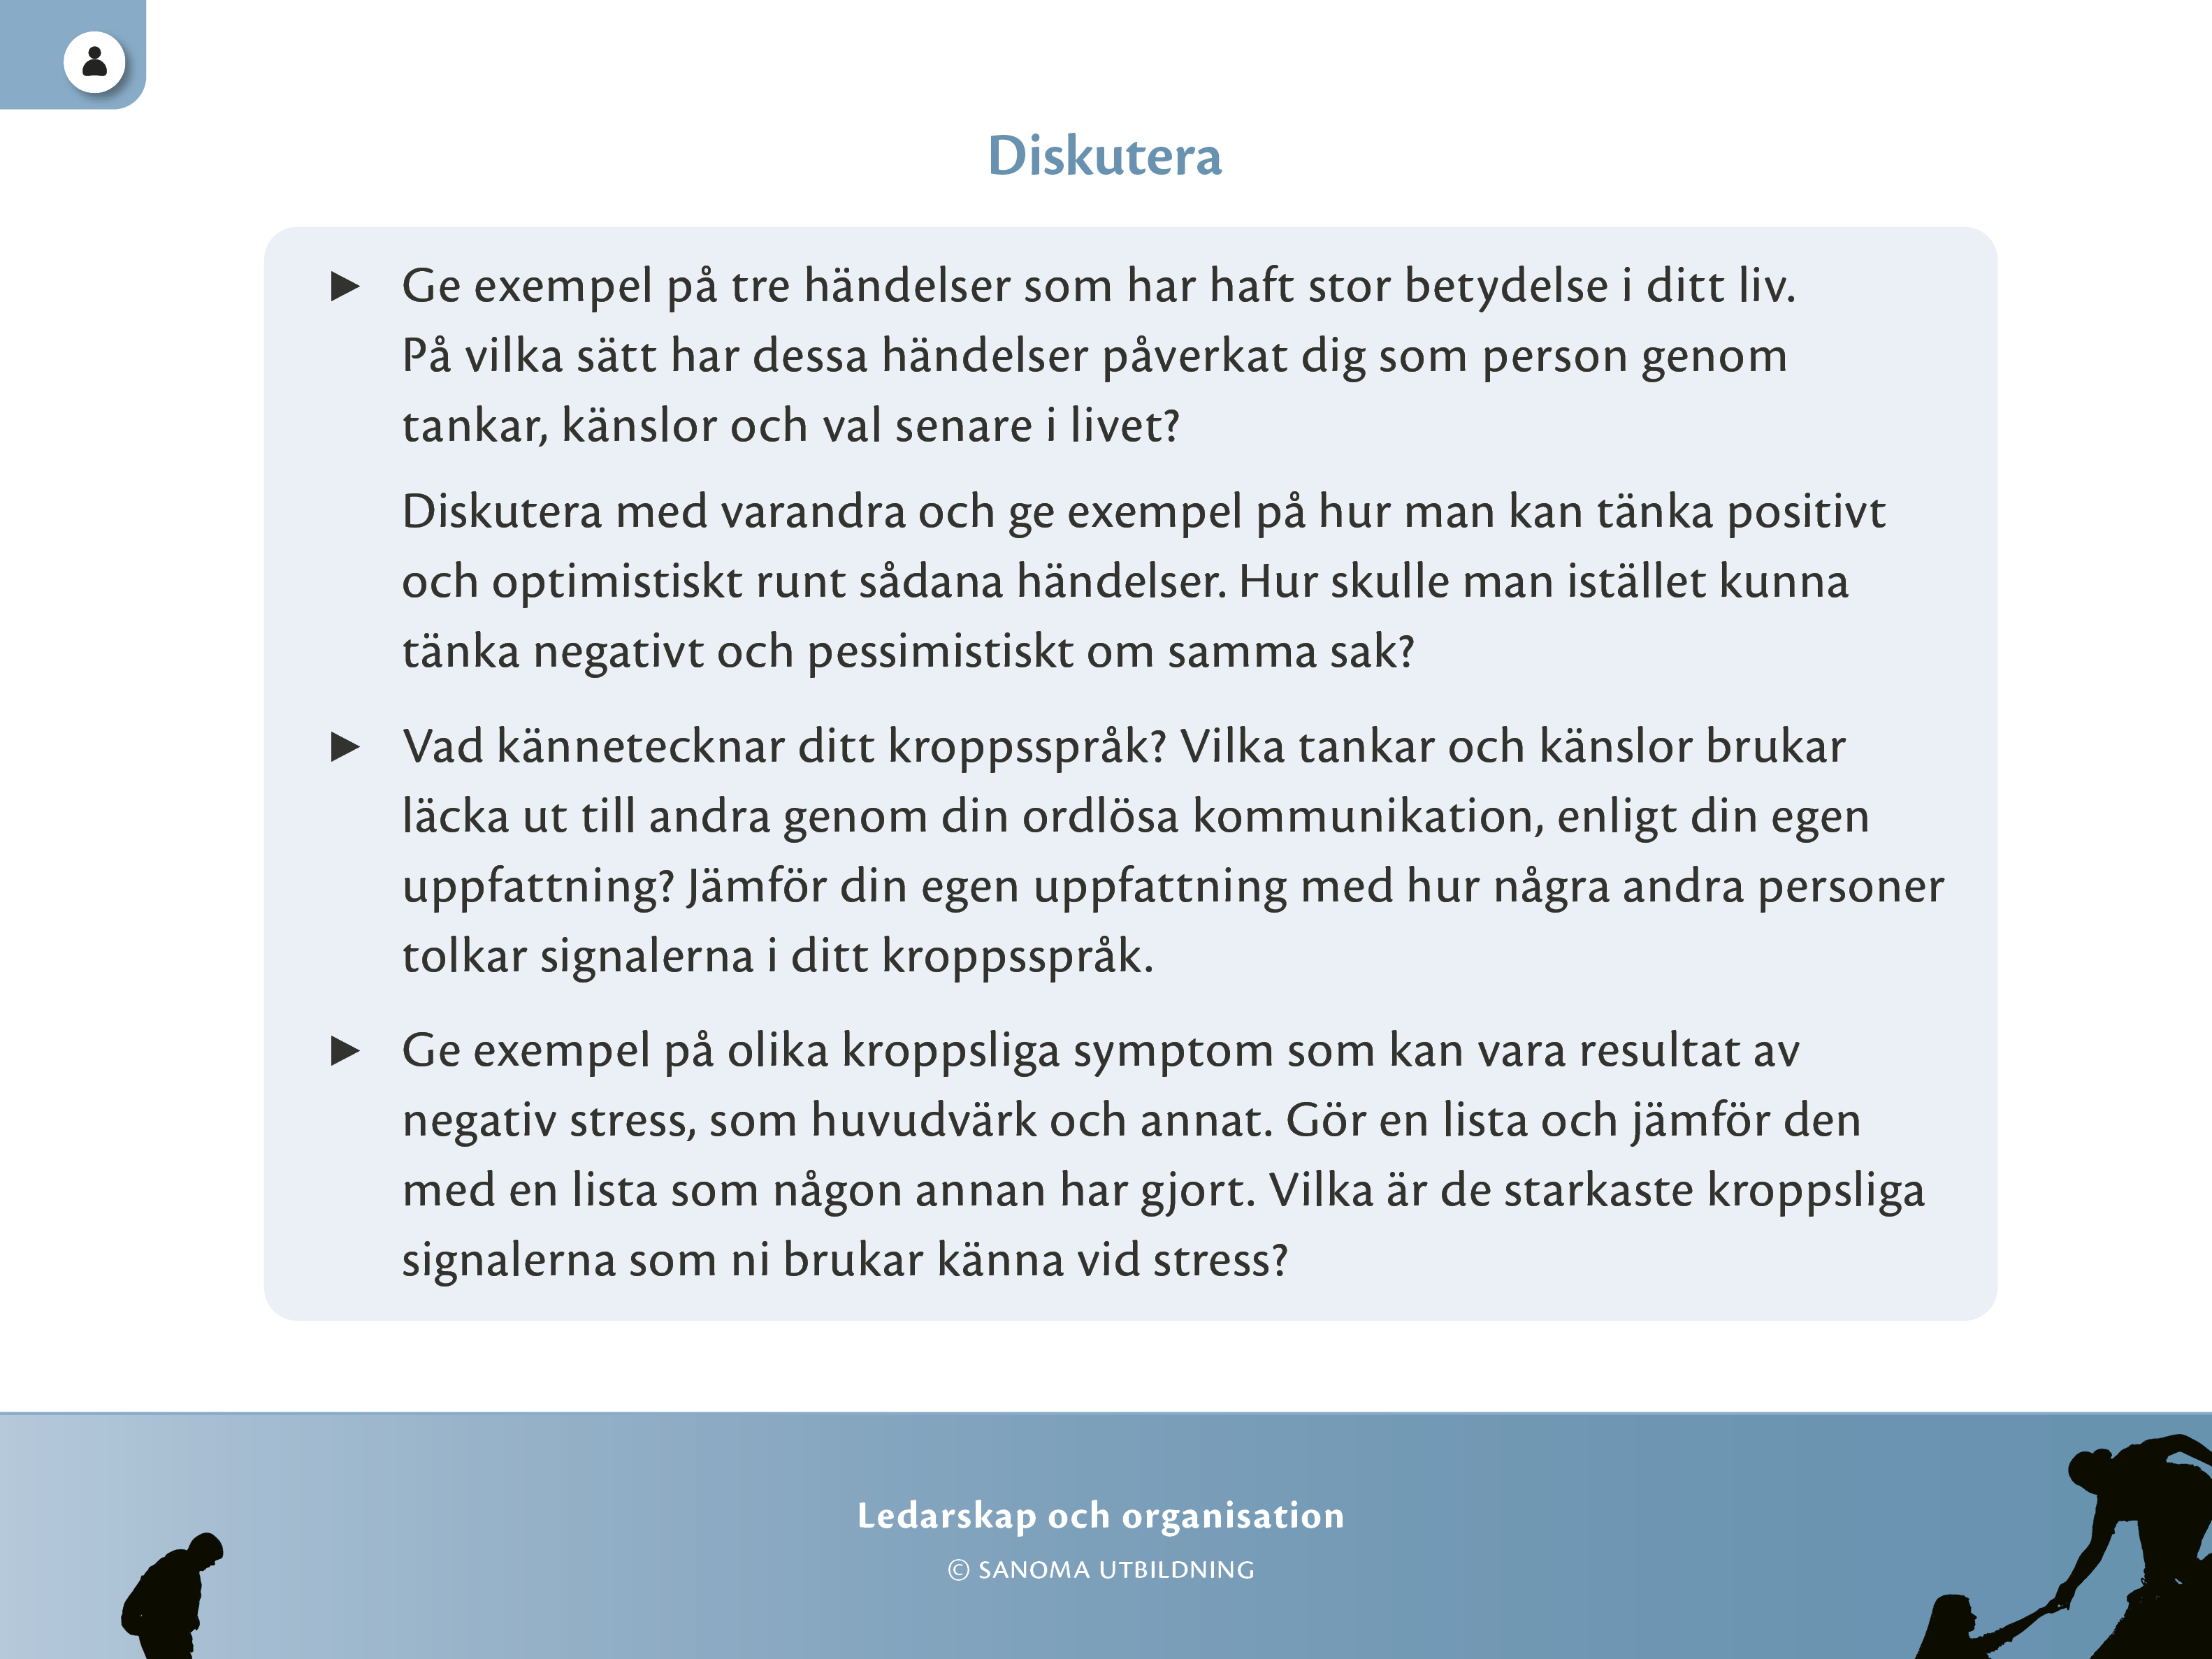 Diskutera
► Ge exempel på tre händelser som har haft stor betydelse i ditt liv.
På vilka sätt har dessa händelser påverkat dig som person genom
tankar, känslor och val senare i livet?
Diskutera med varandra och ge exempel på hur man kan tänka positivt
och optimistiskt runt sådana händelser. Hur skulle man istället kunna
tänka negativt och pessimistiskt om samma sak?
► Vad kännetecknar ditt kroppsspråk? Vilka tankar och känslor brukar
läcka ut till andra genom din ordlösa kommunikation, enligt din egen
uppfattning? Jämför din egen uppfattning med hur några andra personer
tolkar signalerna i ditt kroppsspråk.
► Ge exempel på olika kroppsliga symptom som kan vara resultat av
negativ stress, som huvudvärk och annat. Gör en lista och jämför den
med en lista som någon annan har gjort. Vilka är de starkaste kroppsliga
signalerna som ni brukar känna vid stress?
Ledarskap och organisation
© SANOMA UTBILDNING